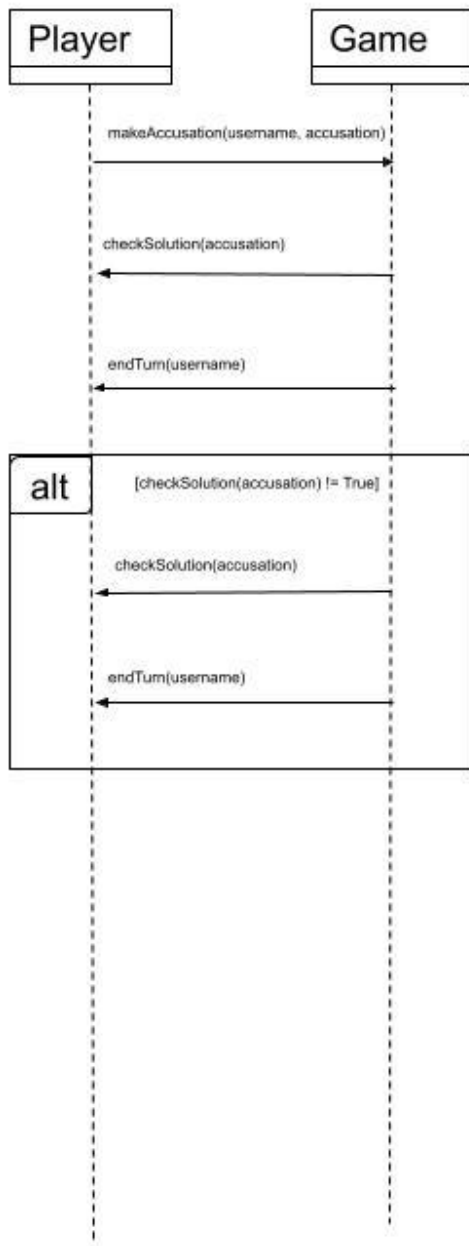 Player
Game
makeAccusation(username, accusation)
checkSolution(accusation)
endTurn(username)
alt
[checkSolution(accusation) != True]
checkSolution(accusation)
endTurn(username)